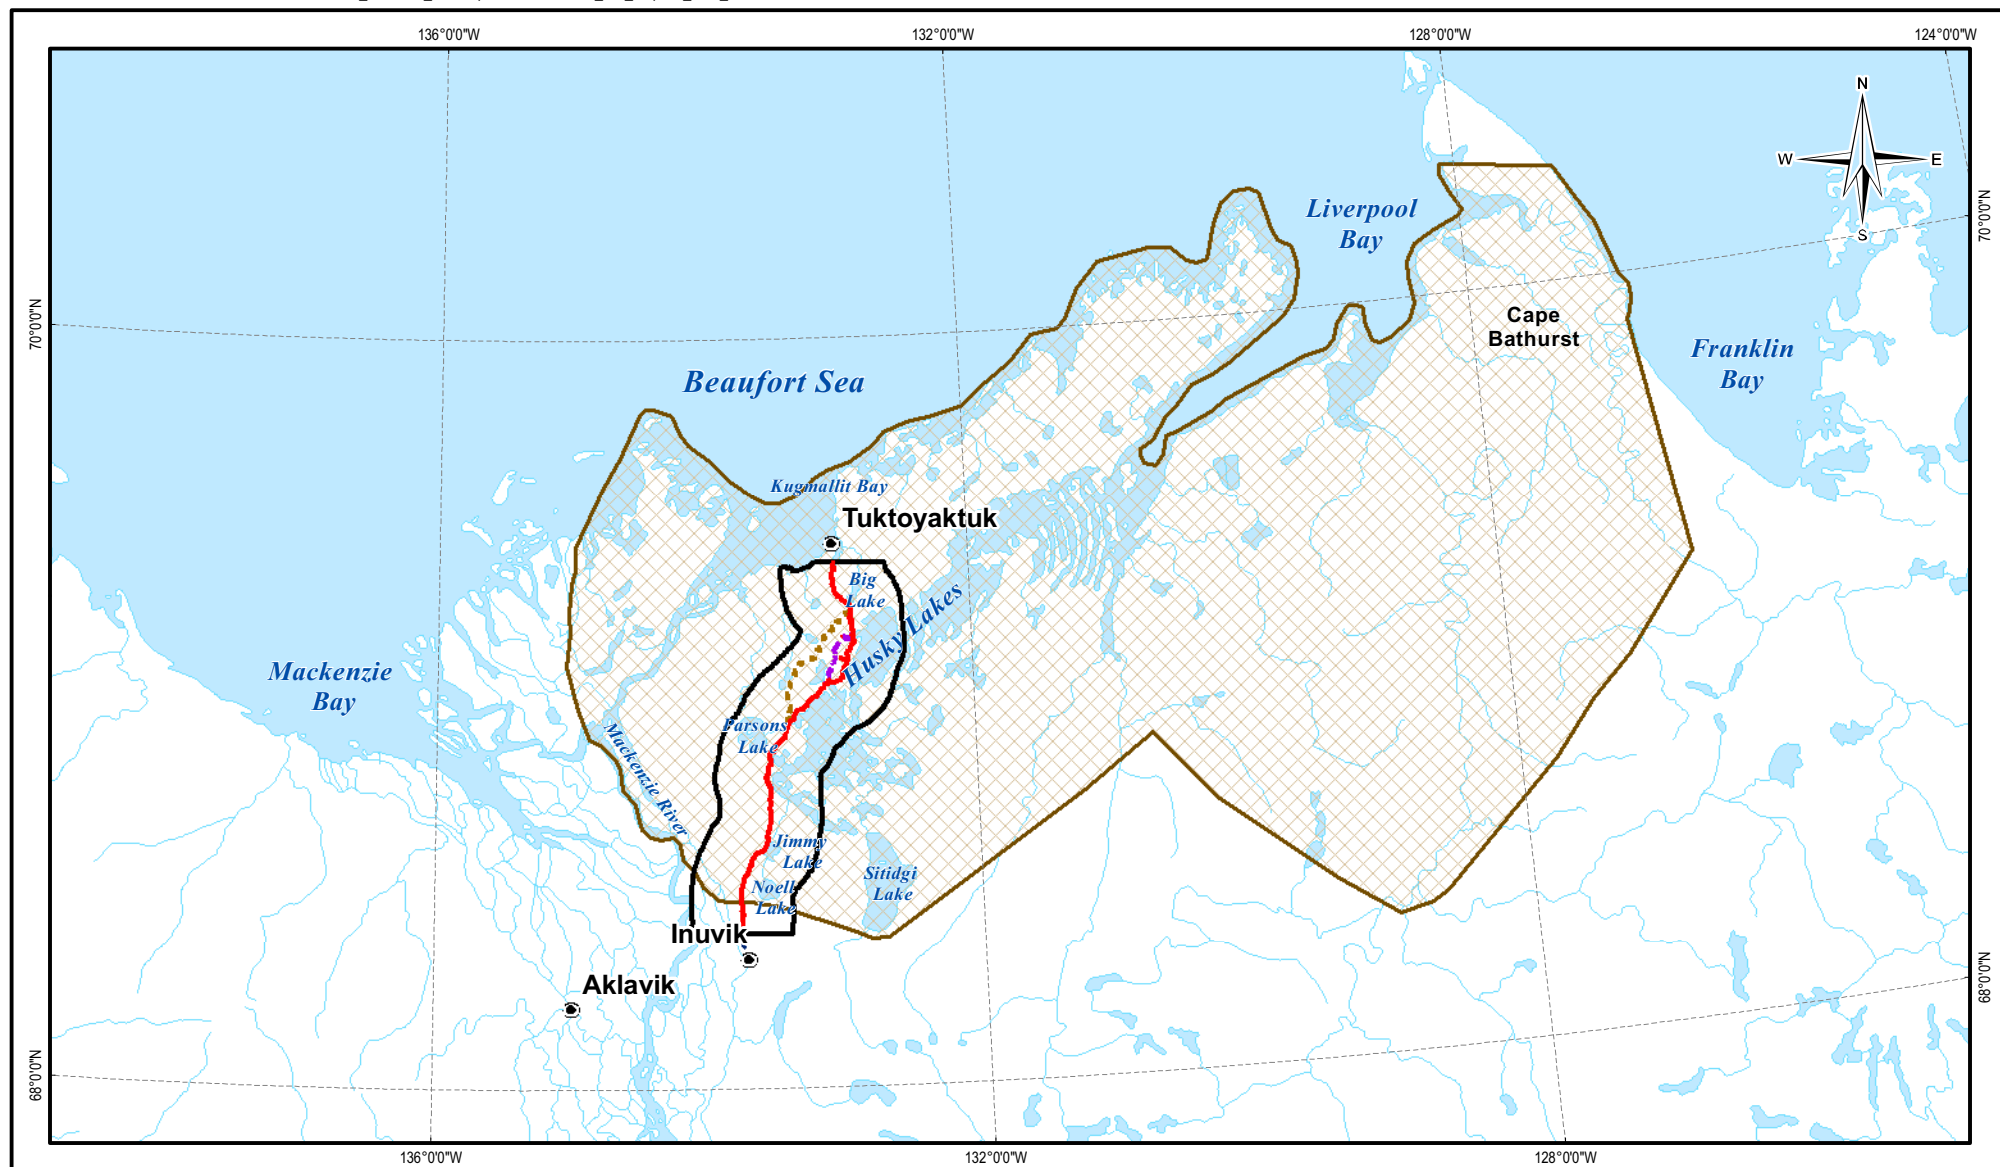 136°0'0"W
132°0'0"W
128°0'0"W
124°0'0"W
N
W
E
S
70°0'0"N
70°0'0"N
Liverpool
Bay
Cape
Bathurst
Franklin
Bay
Beaufort Sea
Kugmallit Bay
Tuktoyaktuk
Big
Lake
Husky Lakes
Mackenzie
Bay
Parsons
Lake
Mackenzie River
Jimmy
Lake
Sitidgi
Lake
Noell
Lake
Inuvik
Aklavik
68°0'0"N
68°0'0"N
136°0'0"W
132°0'0"W
128°0'0"W